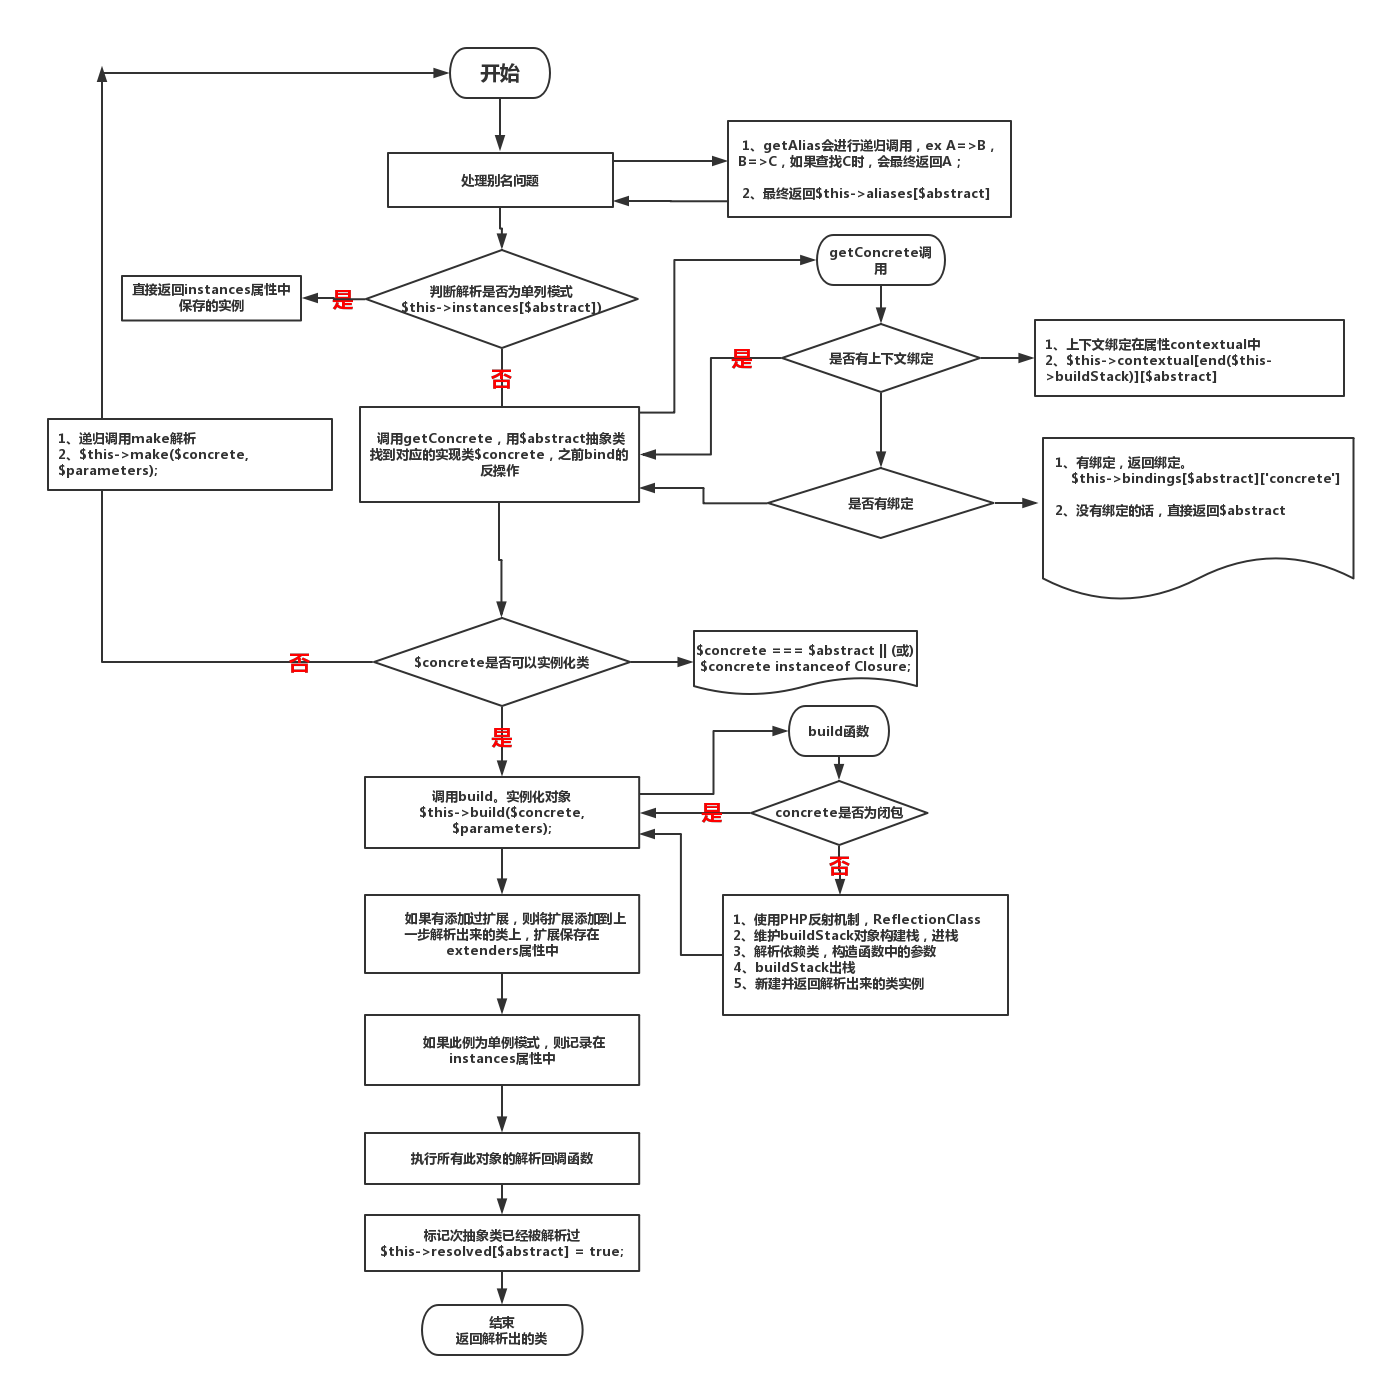 开始
处理别名问题
1、getAlias会进行递归调用，ex A=>B，
B=>C，如果查找C时，会最终返回A；
2、最终返回$this->aliases[$abstract]
判断解析是否为单列模式
$this->instances[$abstract])
是
直接返回instances属性中
保存的实例
否
getConcrete调
用
是否有上下文绑定
是
1、上下文绑定在属性contextual中
2、$this->contextual[end($this-
>buildStack)][$abstract]
调用getConcrete，用$abstract抽象类
找到对应的实现类$concrete，之前bind的
反操作
1、递归调用make解析
2、$this->make($concrete,
$parameters);
是否有绑定
1、有绑定，返回绑定。
$this->bindings[$abstract]['concrete']
2、没有绑定的话，直接返回$abstract
$concrete是否可以实例化类
否
$concrete === $abstract || (或)
$concrete instanceof Closure;
是
build函数
调用build。实例化对象
$this->build($concrete,
$parameters);
concrete是否为闭包
是
否
1、使用PHP反射机制，ReflectionClass
2、维护buildStack对象构建栈，进栈
3、解析依赖类，构造函数中的参数
4、buildStack出栈
5、新建并返回解析出来的类实例
如果有添加过扩展，则将扩展添加到上
一步解析出来的类上，扩展保存在
extenders属性中
如果此例为单例模式，则记录在
instances属性中
执行所有此对象的解析回调函数
标记次抽象类已经被解析过
$this->resolved[$abstract] = true;
结束
返回解析出的类